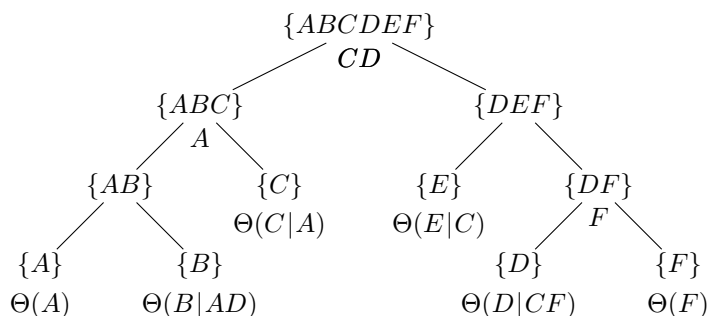 {ABCDEF}
CD
{ABC} {DEF}
A
{AB} {C} {E} {DF}
Θ(C|A) Θ(E|C) F
{A} {B} {D} {F}
Θ(A) Θ(B|AD) Θ(D|CF) Θ(F)